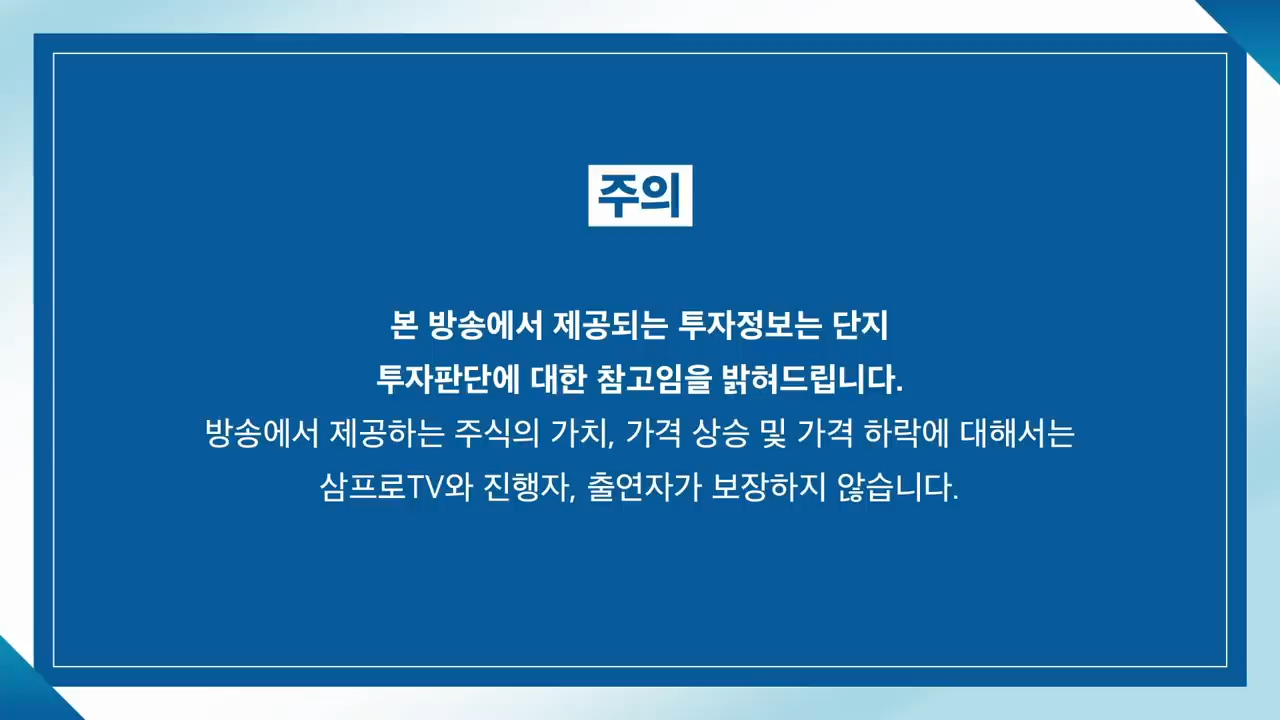 주의
본 방송에서 제공되는 투자정보는 단지
투자판단에 대한 참고임을 밝혀드립니다.
방송에서 제공하는 주식의 가치, 가격 상승 및 가격 하락에 대해서는
삼프로TV와 진행자, 출연자가 보장하지 않습니다.